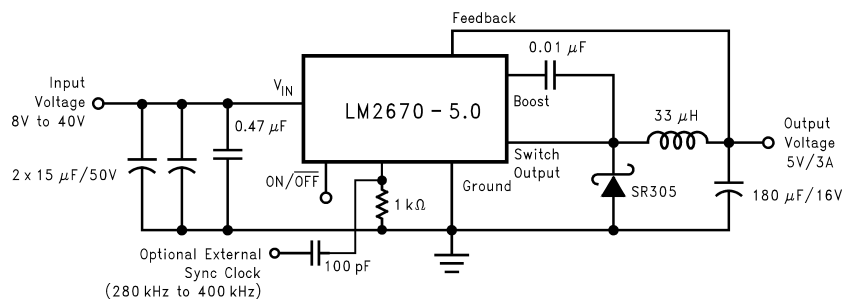 Feedback
0.01 μF
Input
Voltage
8V to 40V
VIN
LM2670 - 5.0
Boost
33 μH
Output
Voltage
5V/3A
0.47 μF
2 x 15 μF/50V
ON/OFF
Ground
Switch
Output
SR305
180 μF/16V
1 kΩ
Optional External
Sync Clock
(280 kHz to 400 kHz)
100 pF